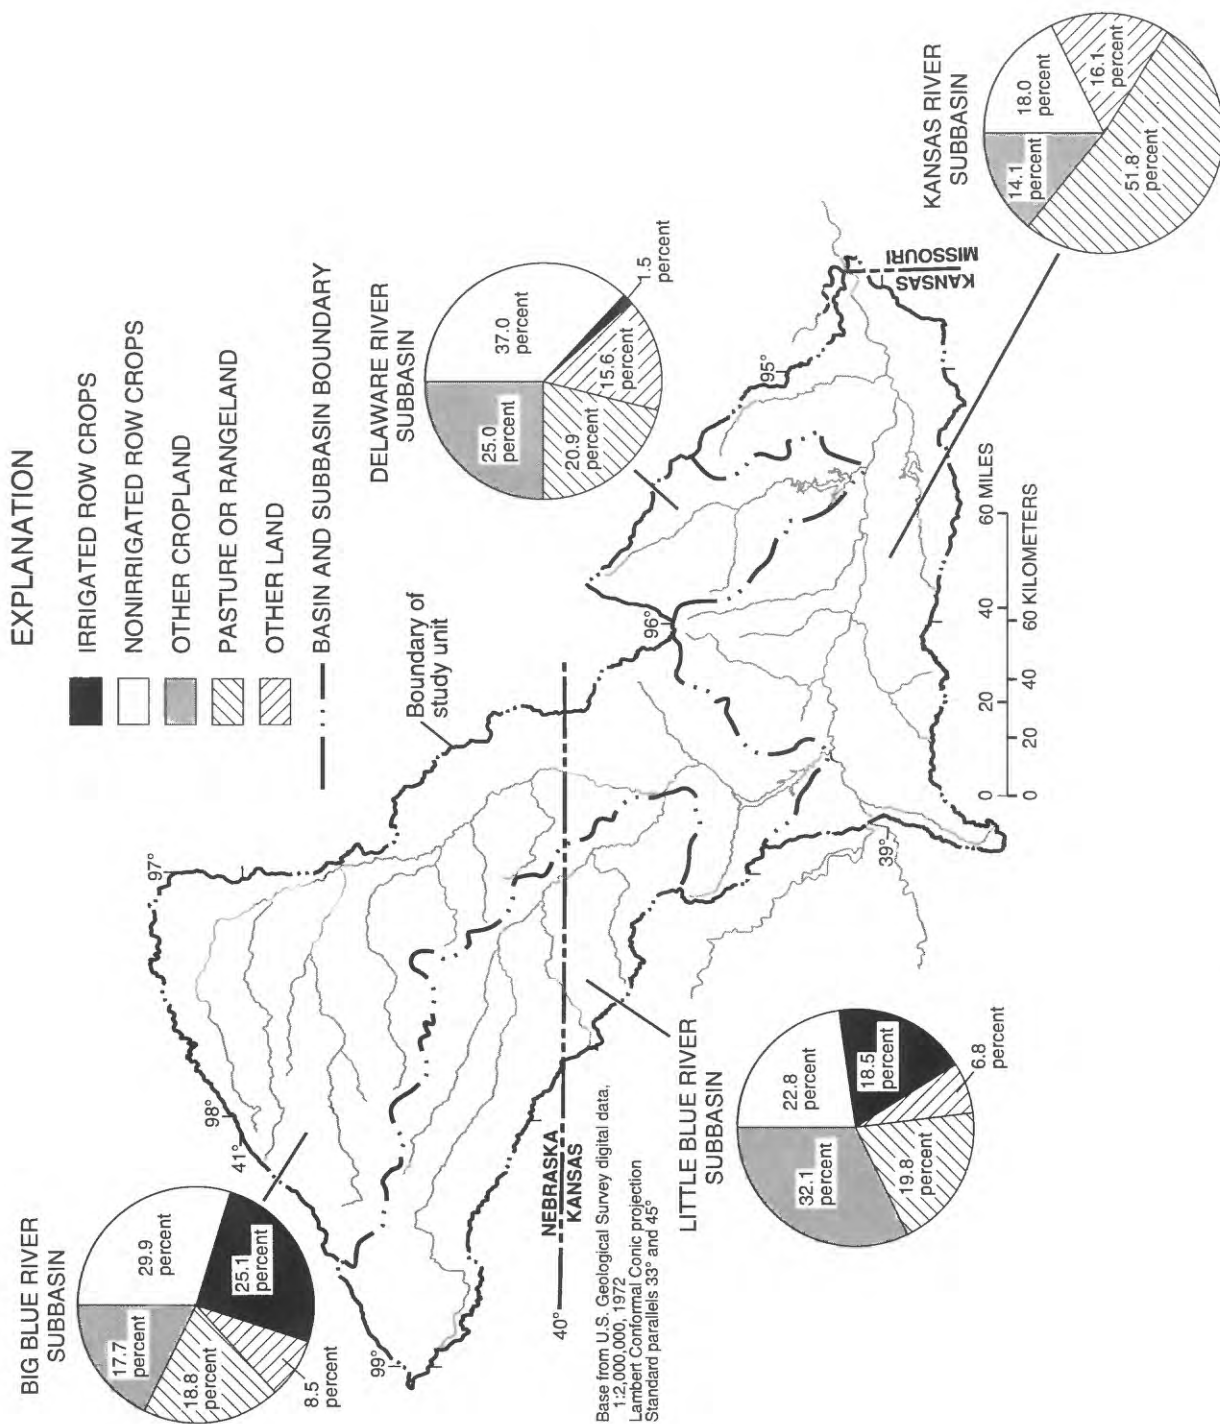 EXPLANATION
IRRIGATED ROW CROPS
NONIRRIGATED ROW CROPS
OTHER CROPLAND
PASTURE OR RANGELAND
OTHER LAND
BASIN AND SUBBASIN BOUNDARY
BIG BLUE RIVER
SUBBASIN
29.9
percent
25.1
percent
8.5
percent
18.8
percent
17.7
percent
DELAWARE RIVER
SUBBASIN
37.0
percent
1.5
percent
15.6
percent
20.9
percent
25.0
percent
KANSAS RIVER
SUBBASIN
18.0
percent
16.1
percent
51.8
percent
14.1
percent
LITTLE BLUE RIVER
SUBBASIN
22.8
percent
18.5
percent
6.8
percent
19.8
percent
32.1
percent
Boundary of
study unit
99°
98°
41°
97°
96°
95°
40°
39°
NEBRASKA
KANSAS
KANSAS
MISSOURI
0 20 40 60 MILES
0 20 40 60 KILOMETERS
Base from U.S. Geological Survey digital data,
1:2,000,000, 1972
Lambert Conformal Conic projection
Standard parallels 33° and 45°